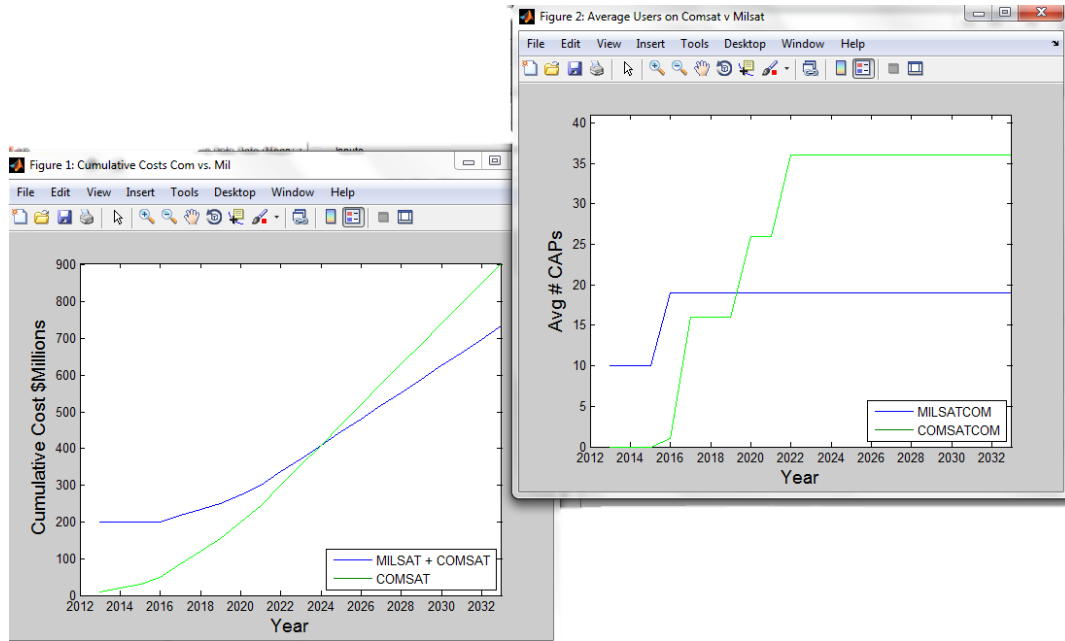 Figure 2: Average Users on Comsat v Milsat
File Edit View Insert Tools Desktop Window Help
40
35
30
25
20
15
10
5
0
Avg # CAPs
2012 2014 2016 2018 2020 2022 2024 2026 2028 2030 2032
Year
MILSATCOM
COMSATCOM
Figure 1: Cumulative Costs Com vs. Mil
File Edit View Insert Tools Desktop Window Help
900
800
700
600
500
400
300
200
100
0
Cumulative Cost $Millions
2012 2014 2016 2018 2020 2022 2024 2026 2028 2030 2032
Year
MILSAT + COMSAT
COMSAT